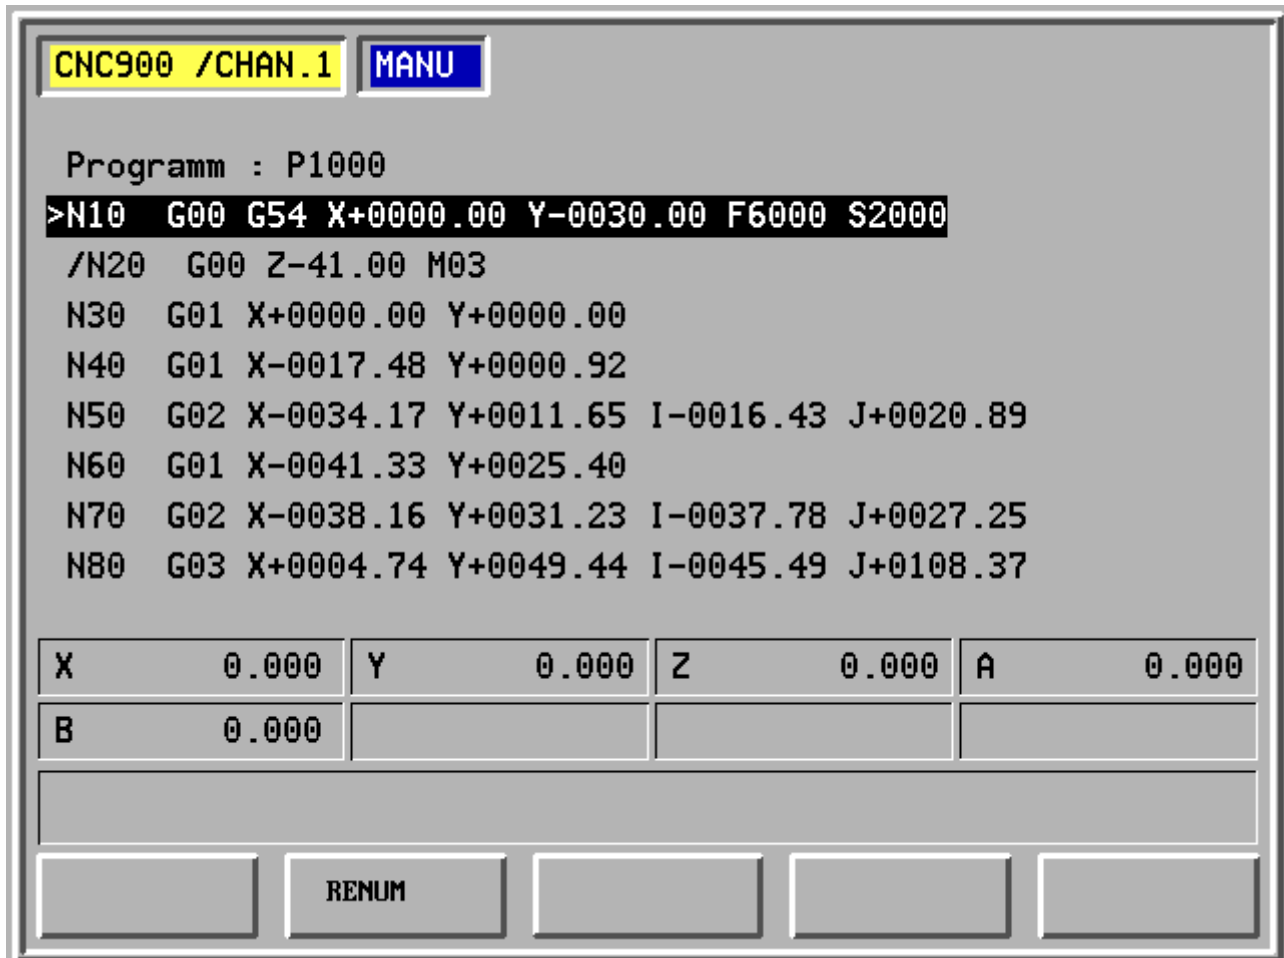 CNC900 /CHAN.1 MANU
Programm : P1000
>N10 G00 G54 X+0000.00 Y-0030.00 F6000 S2000
/N20 G00 Z-41.00 M03
N30 G01 X+0000.00 Y+0000.00
N40 G01 X-0017.48 Y+0000.92
N50 G02 X-0034.17 Y+0011.65 I-0016.43 J+0020.89
N60 G01 X-0041.33 Y+0025.40
N70 G02 X-0038.16 Y+0031.23 I-0037.78 J+0027.25
N80 G03 X+0004.74 Y+0049.44 I-0045.49 J+0108.37
X 0.000 Y 0.000 Z 0.000 A 0.000
B 0.000
RENUM